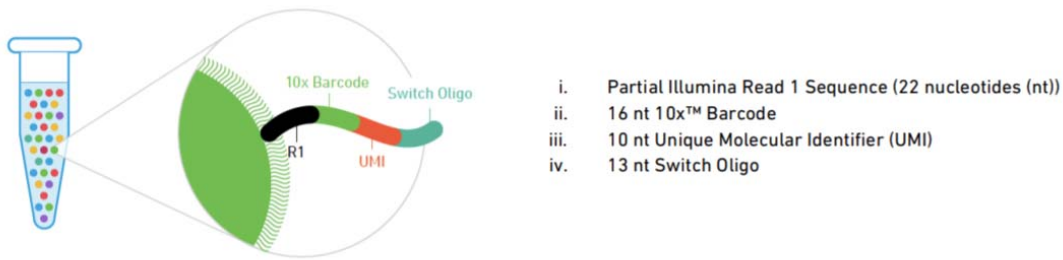 10x Barcode
Switch Oligo
R1
UMI
i. Partial Illumina Read 1 Sequence (22 nucleotides (nt))
ii. 16 nt 10x™ Barcode
iii. 10 nt Unique Molecular Identifier (UMI)
iv. 13 nt Switch Oligo